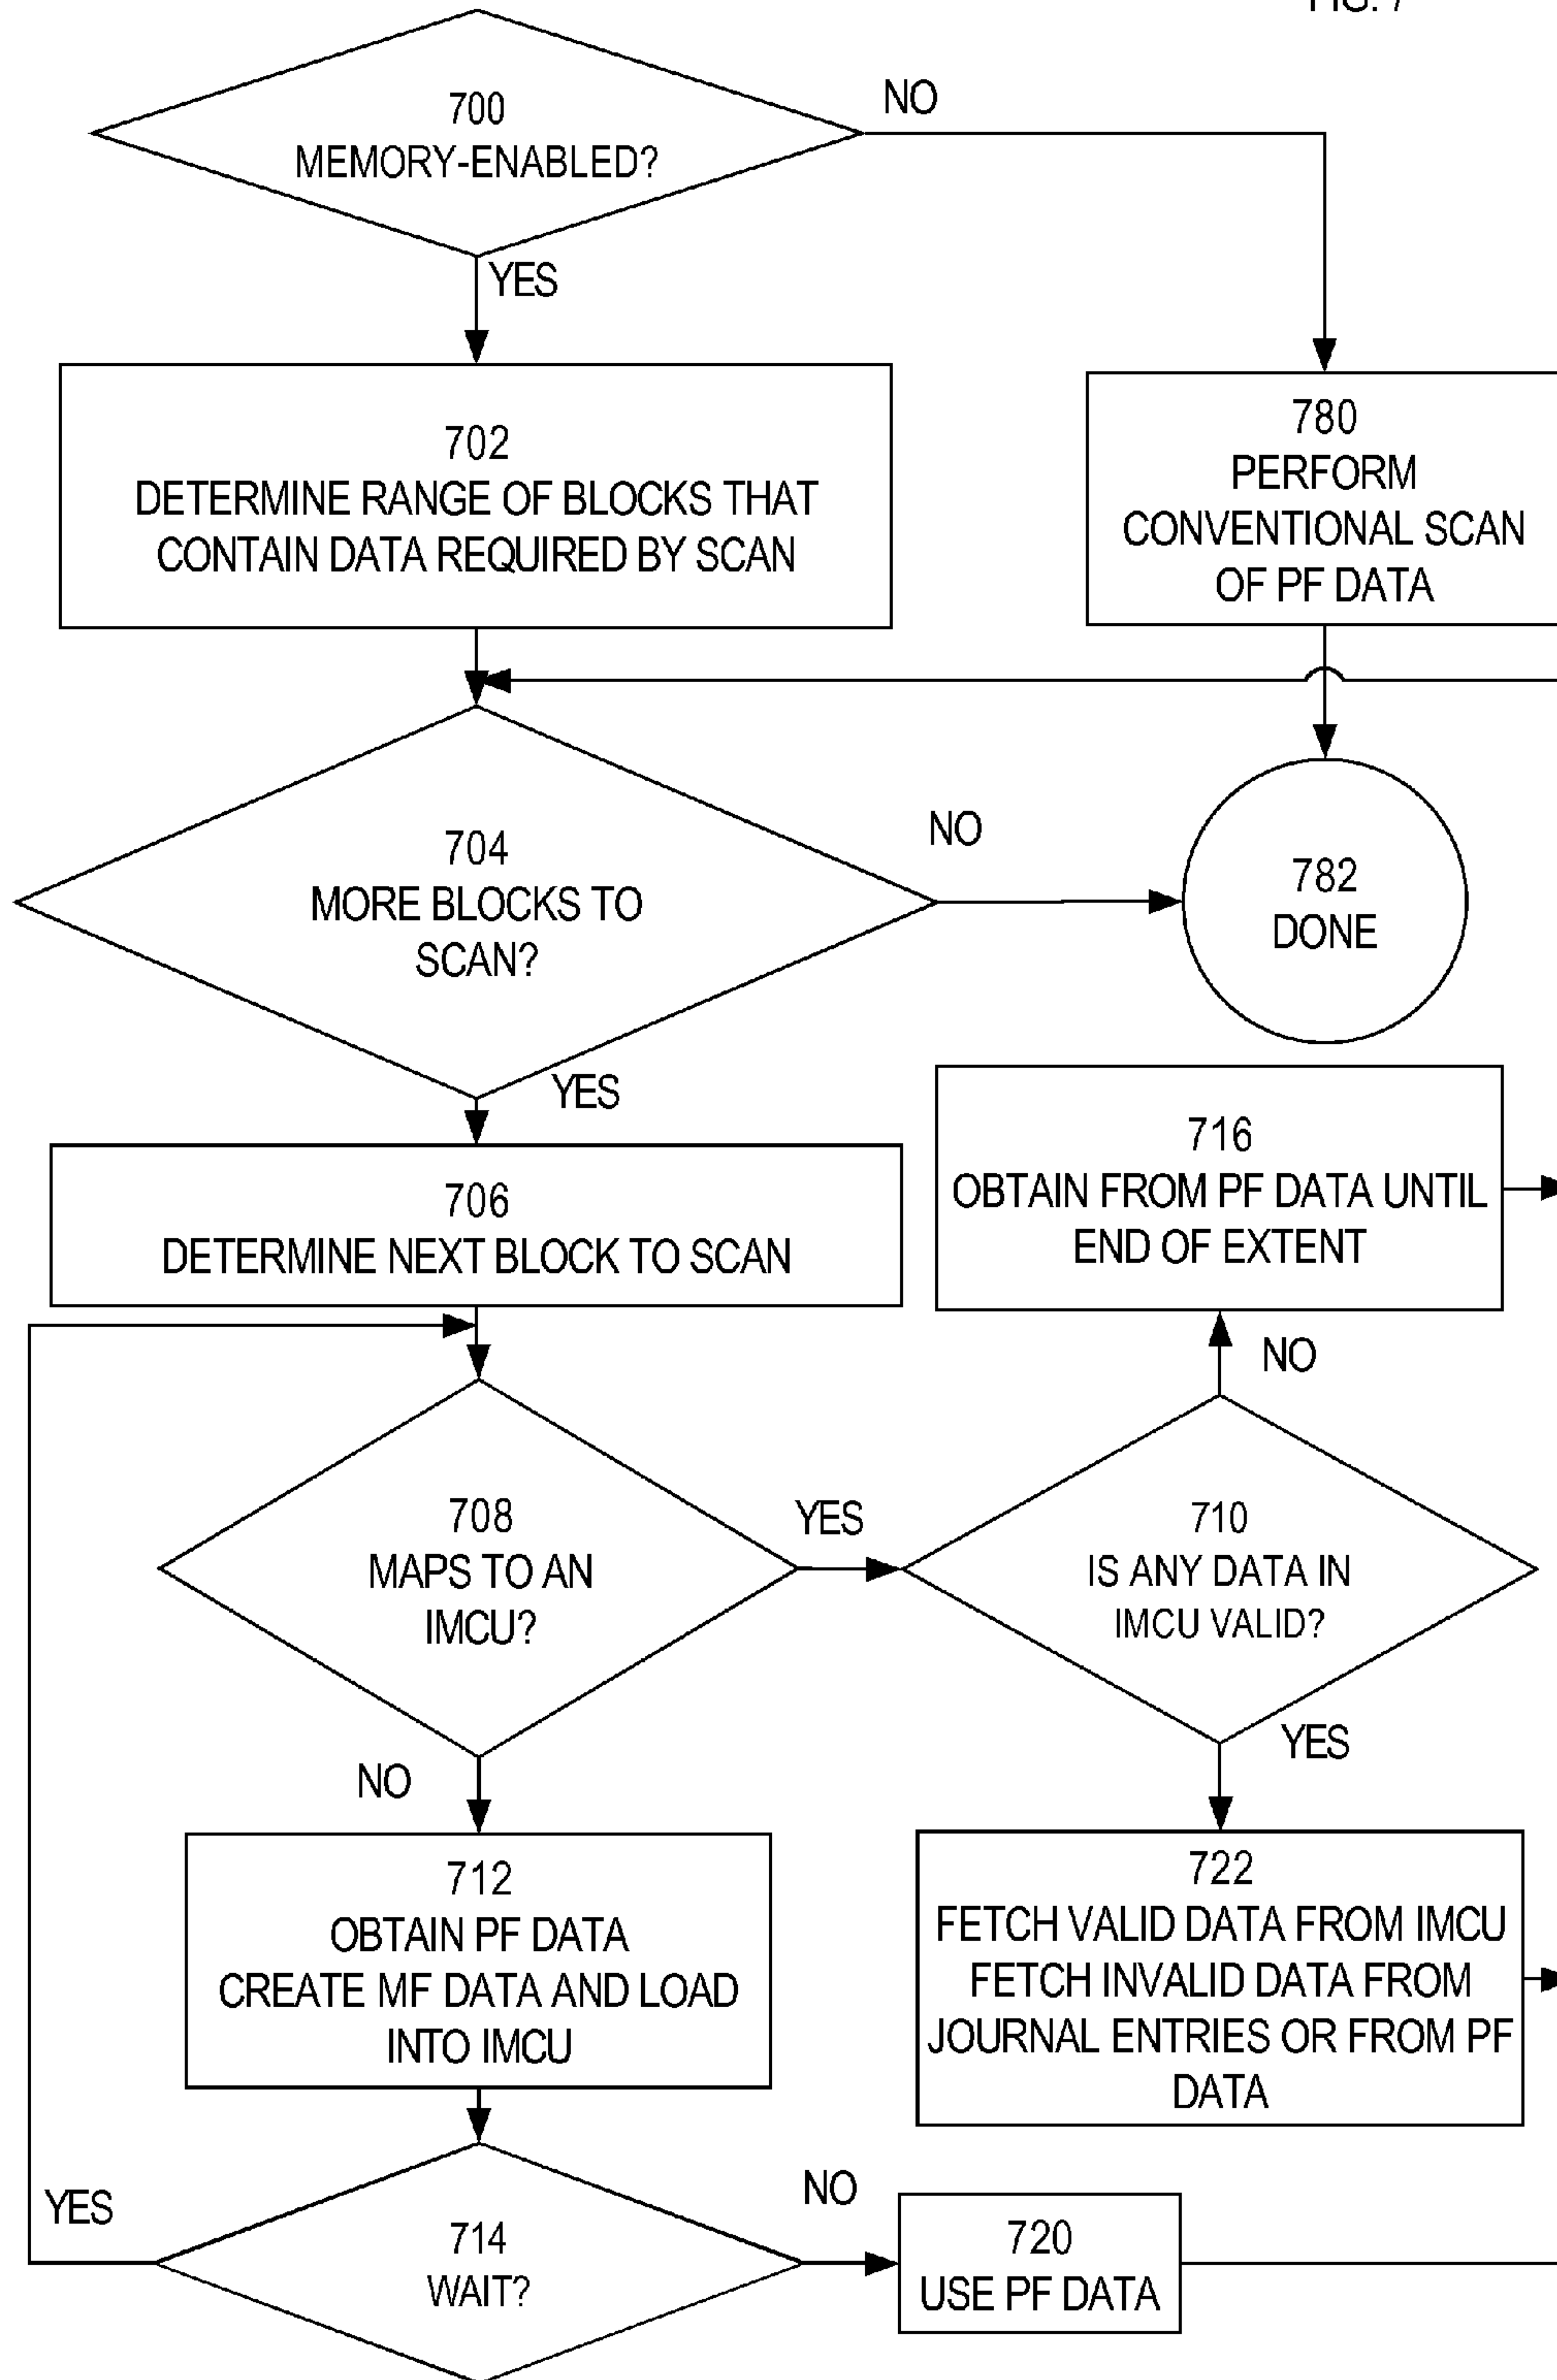 FIG. 7
700
MEMORY-ENABLED?
NO
YES
702
DETERMINE RANGE OF BLOCKS THAT
CONTAIN DATA REQUIRED BY SCAN
780
PERFORM
CONVENTIONAL SCAN
OF PF DATA
704
MORE BLOCKS TO
SCAN?
NO
782
DONE
YES
706
DETERMINE NEXT BLOCK TO SCAN
716
OBTAIN FROM PF DATA UNTIL
END OF EXTENT
NO
708
MAPS TO AN
IMCU?
YES
710
IS ANY DATA IN
IMCU VALID?
YES
NO
712
OBTAIN PF DATA
CREATE MF DATA AND LOAD
INTO IMCU
722
FETCH VALID DATA FROM IMCU
FETCH INVALID DATA FROM
JOURNAL ENTRIES OR FROM PF
DATA
YES
714
WAIT?
NO
720
USE PF DATA